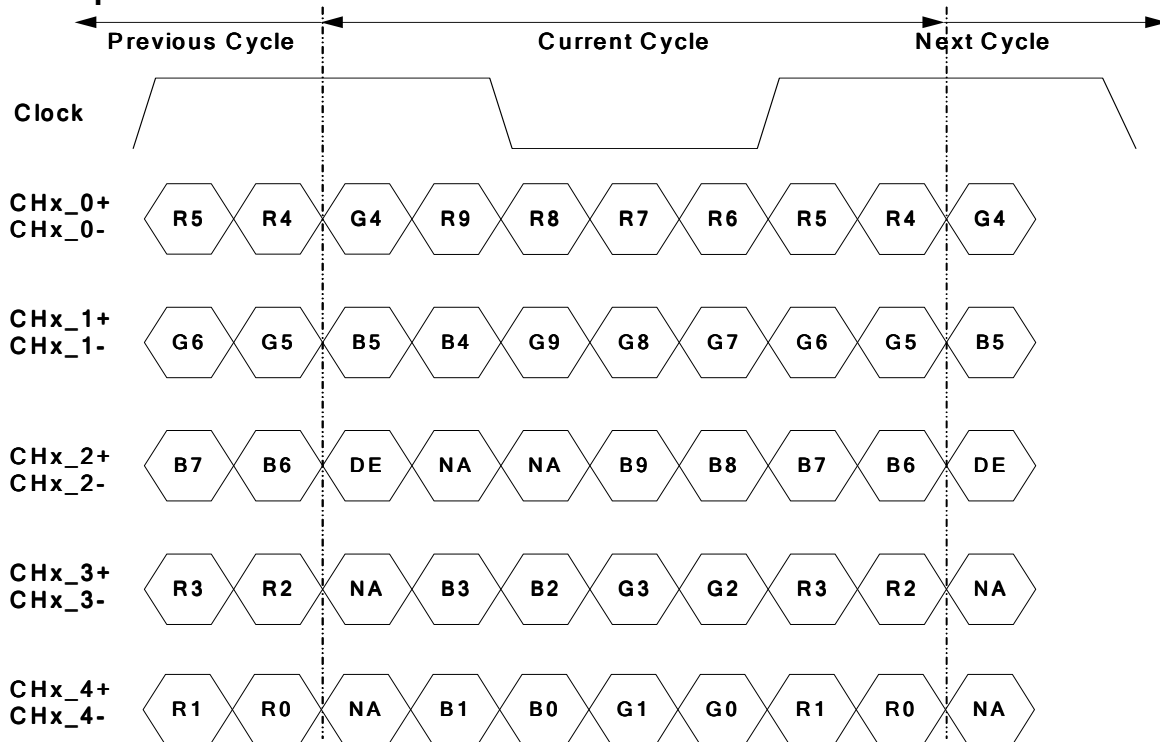 Previous Cycle Current Cycle Next Cycle
Clock
CHx_0+
CHx_0-
R5 R4 G4 R9 R8 R7 R6 R5 R4 G4
CHx_1+
CHx_1-
G6 G5 B5 B4 G9 G8 G7 G6 G5 B5
CHx_2+
CHx_2-
B7 B6 DE NA NA B9 B8 B7 B6 DE
CHx_3+
CHx_3-
R3 R2 NA B3 B2 G3 G2 R3 R2 NA
CHx_4+
CHx_4-
R1 R0 NA B1 B0 G1 G0 R1 R0 NA